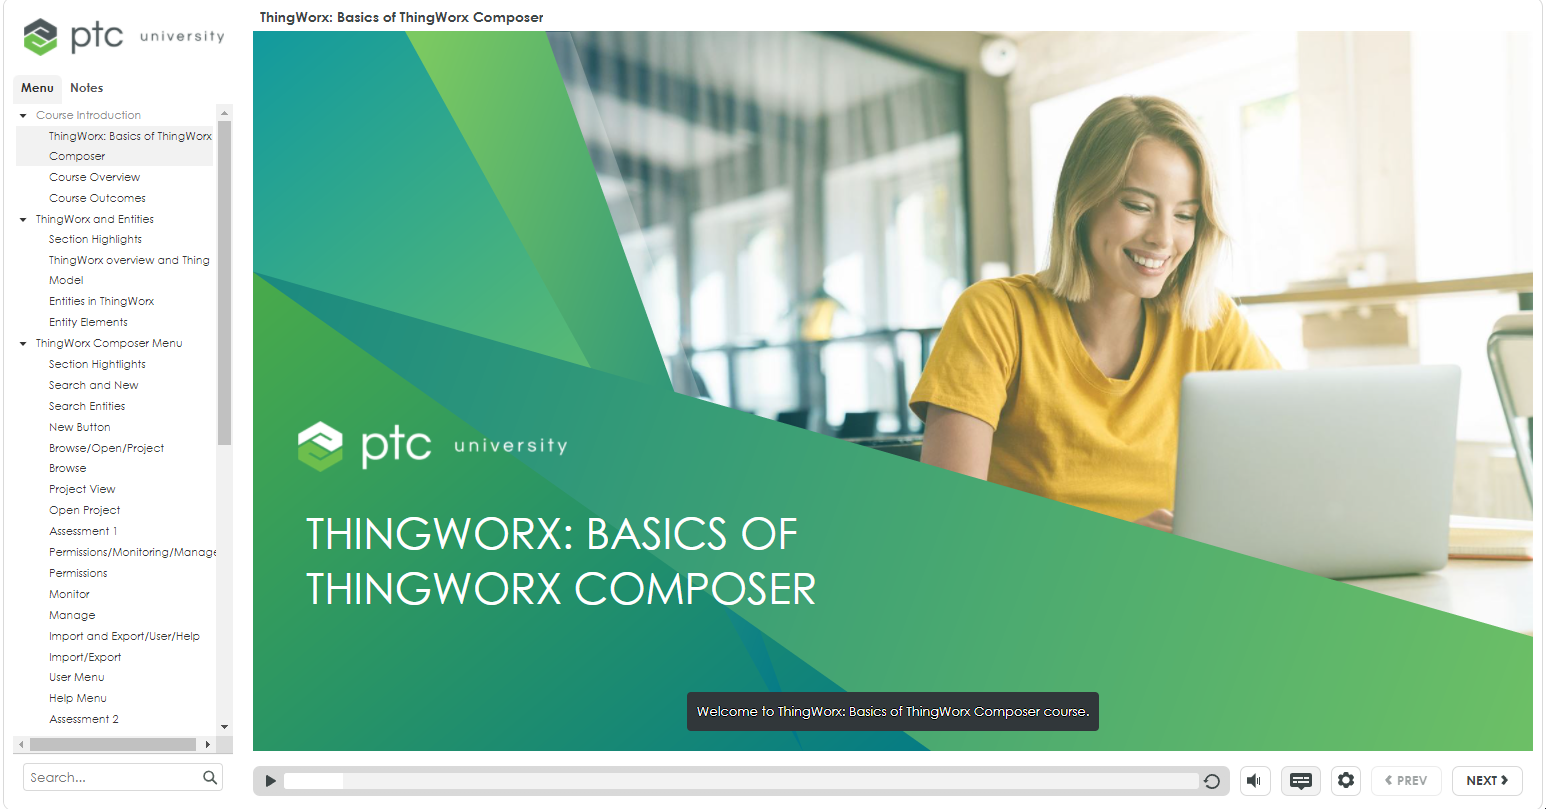 ptc university
ThingWorx: Basics of ThingWorx Composer
Menu
Notes
Course Introduction
ThingWorx: Basics of ThingWorx
Composer
Course Overview
Course Outcomes
ThingWorx and Entities
Section Highlights
ThingWorx overview and Thing
Model
Entities in ThingWorx
Entity Elements
ThingWorx Composer Menu
Section Hightlights
Search and New
Search Entities
New Button
Browse/Open/Project
Browse
Project View
Open Project
Assessment 1
Permissions/Monitoring/Manage
Permissions
Monitor
Manage
Import and Export/User/Help
Import/Export
User Menu
Help Menu
Assessment 2
Search...
ptc university
THINGWORX: BASICS OF
THINGWORX COMPOSER
Welcome to ThingWorx: Basics of ThingWorx Composer course.
PREV
NEXT